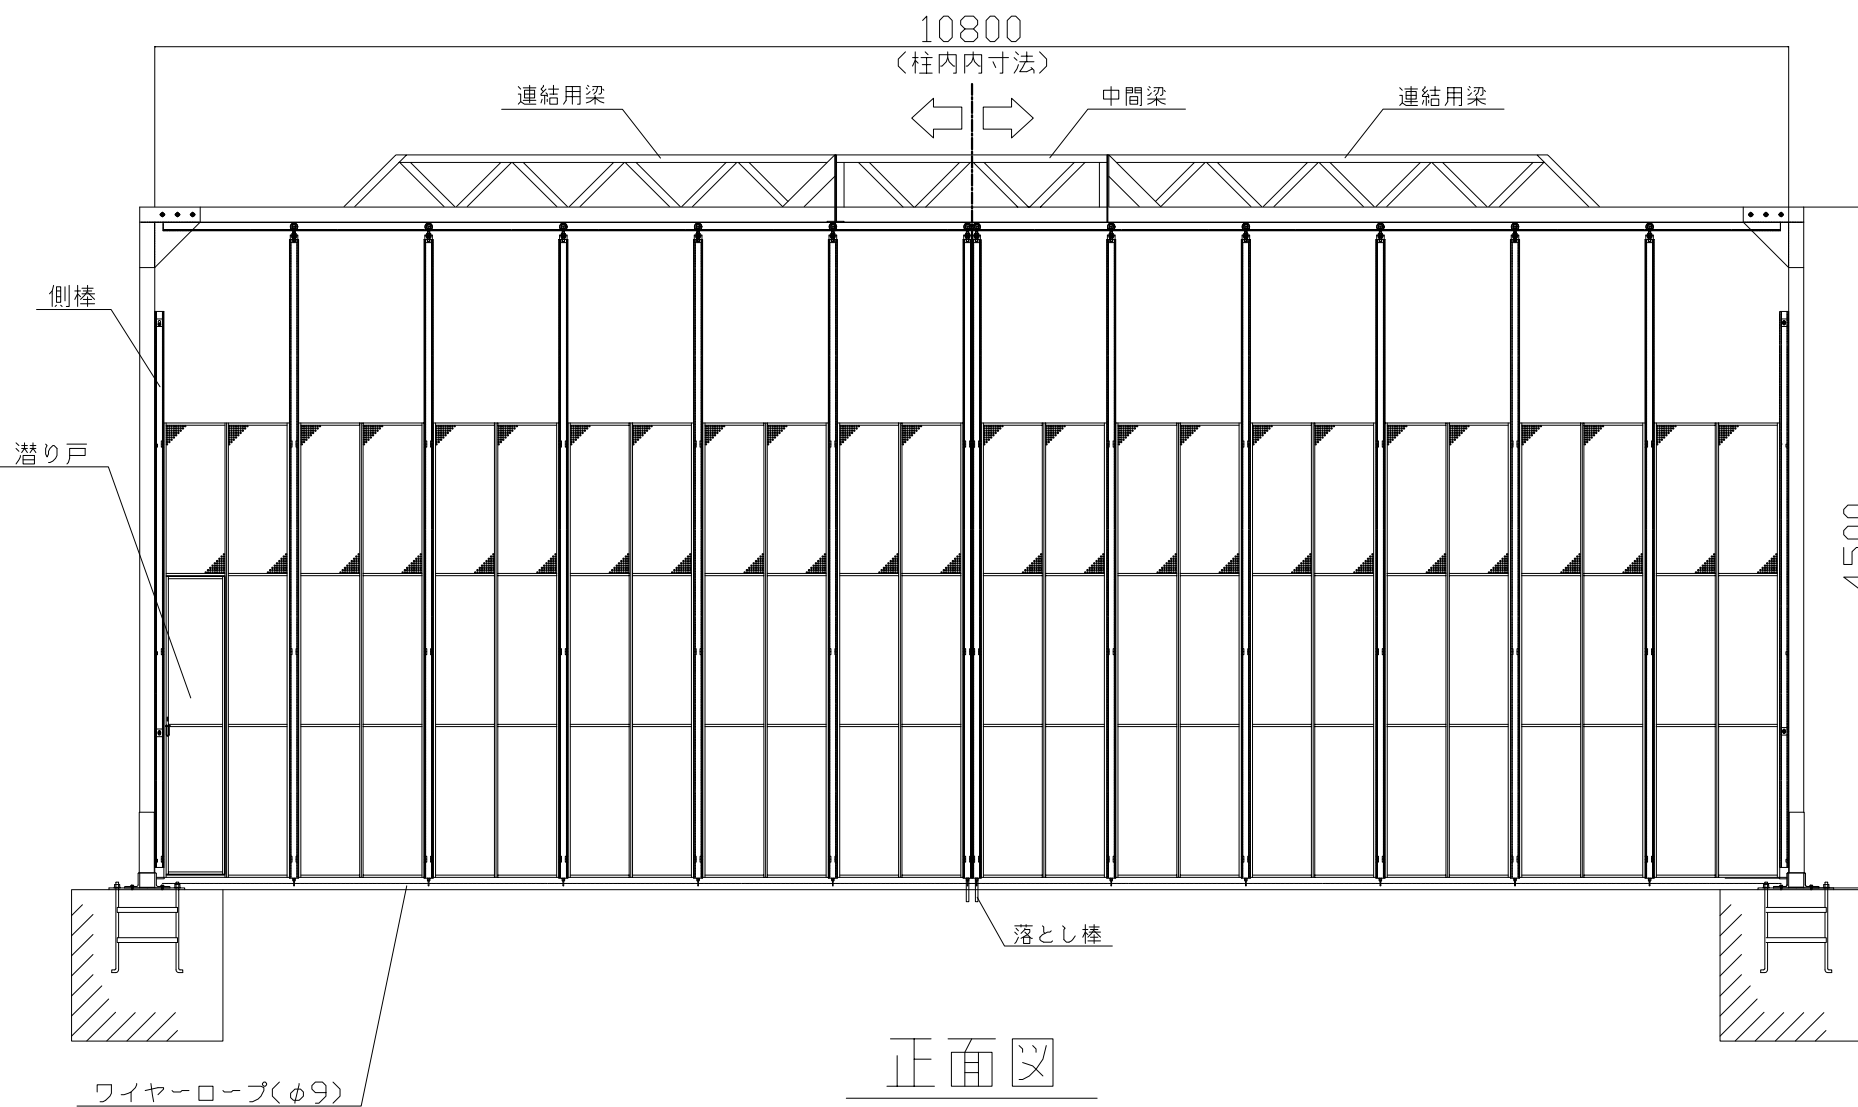 10800
(柱内内寸法)
連結用梁
中間梁
連結用梁
側棒
潜り戸
4500
落とし棒
正面図
ワイヤーロープ(φ9)